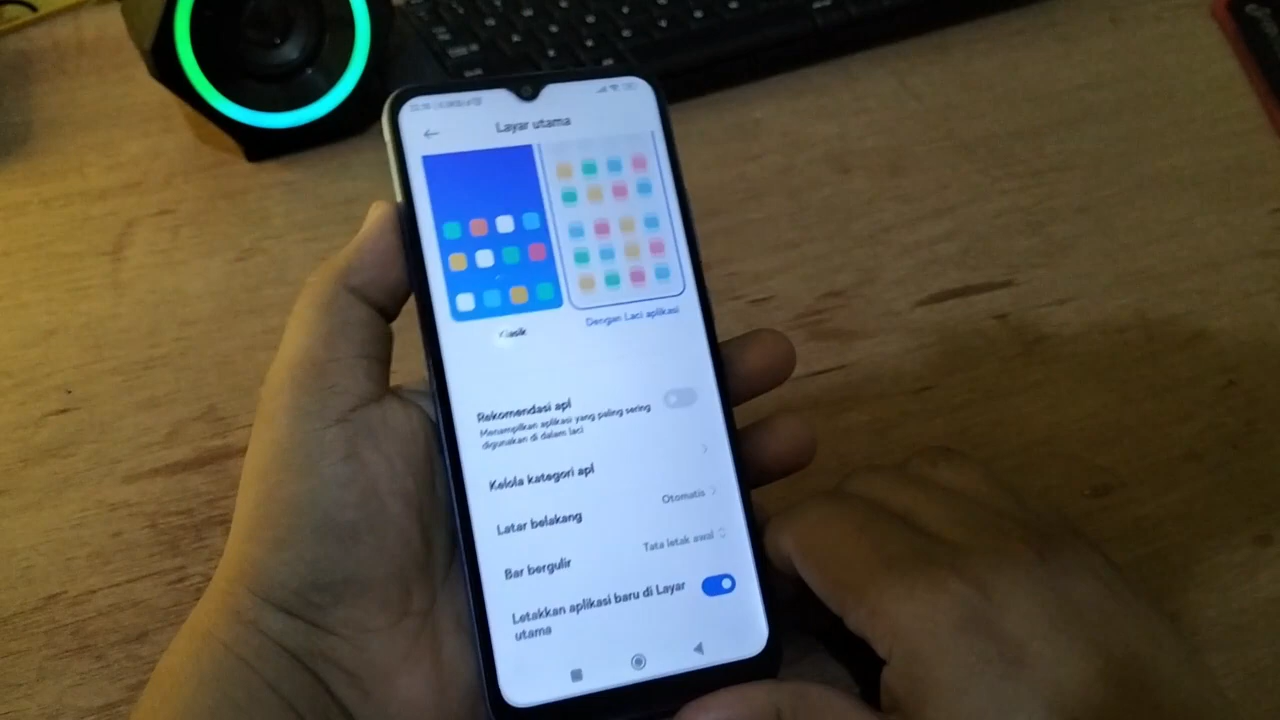 Layar utama
Klasik
Dengan Laci aplikasi
Rekomendasi apl
Menampilkan aplikasi yang paling sering
digunakan di dalam laci
Kelola kategori apl
Latar belakang
Otomatis
Bar bergulir
Tata letak awal
Letakkan aplikasi baru di Layar
utama